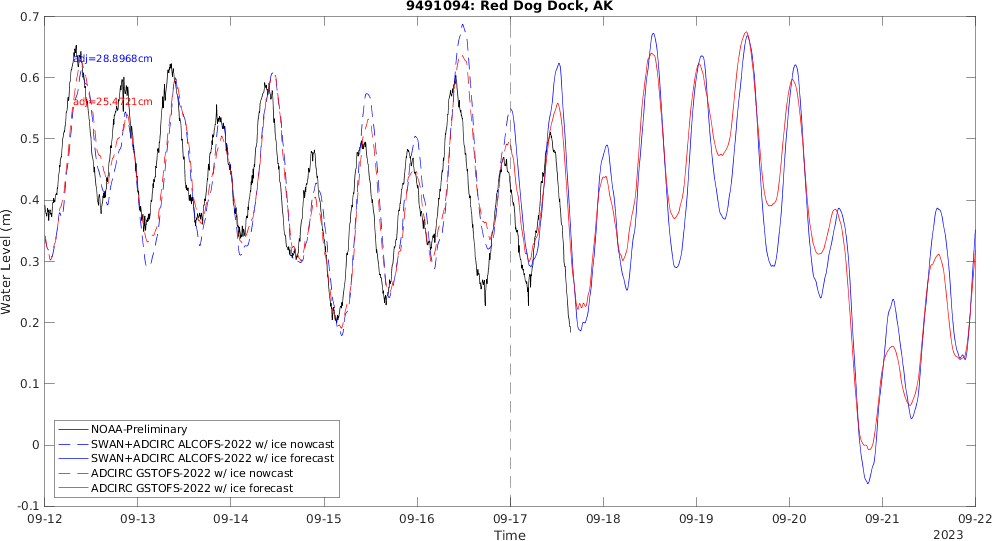 9491094: Red Dog Dock, AK
0.7
0.6
0.5
0.4
0.3
0.2
0.1
0
-0.1
Water Level (m)
adj=28.8968cm
adj=25.4721cm
NOAA-Preliminary
SWAN+ADCIRC ALCOFS-2022 w/ ice nowcast
SWAN+ADCIRC ALCOFS-2022 w/ ice forecast
ADCIRC GSTOFS-2022 w/ ice nowcast
ADCIRC GSTOFS-2022 w/ ice forecast
09-12 09-13 09-14 09-15 09-16 09-17 09-18 09-19 09-20 09-21 09-22
Time
2023